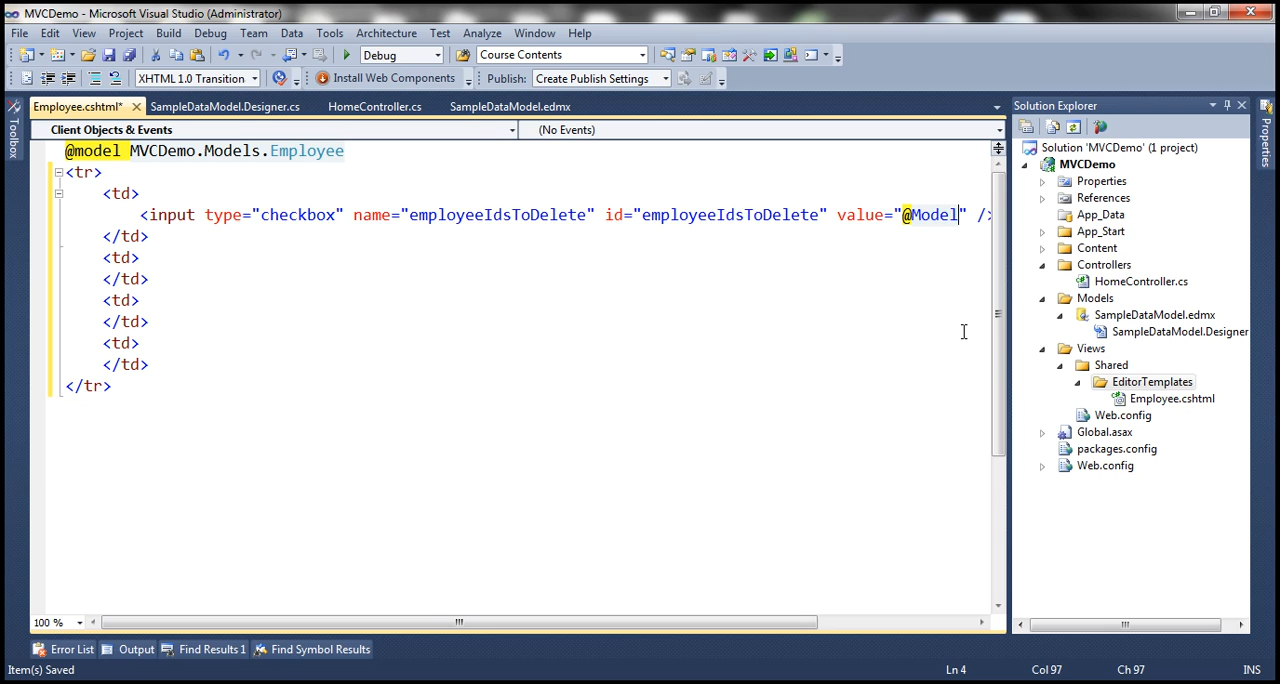 MVCDemo - Microsoft Visual Studio (Administrator)
File Edit View Project Build Debug Team Data Tools Architecture Test Analyze Window Help
Debug Course Contents
XHTML 1.0 Transition Install Web Components Publish: Create Publish Settings
Employee.cshtml* SampleDataModel.Designer.cs HomeController.cs SampleDataModel.edmx
Client Objects & Events (No Events)
@model MVCDemo.Models.Employee
<tr>
<td>
<input type="checkbox" name="employeeIdsToDelete" id="employeeIdsToDelete" value="@Model" />
</td>
<td>
</td>
<td>
</td>
<td>
</td>
</tr>
100 %
Toolbox
Solution Explorer
Solution 'MVCDemo' (1 project)
MVCDemo
Properties
References
App_Data
App_Start
Content
Controllers
HomeController.cs
Models
SampleDataModel.edmx
SampleDataModel.Designer
Views
Shared
EditorTemplates
Employee.cshtml
Web.config
Global.asax
packages.config
Web.config
Properties
Error List Output Find Results 1 Find Symbol Results
Item(s) Saved Ln 4 Col 97 Ch 97 INS